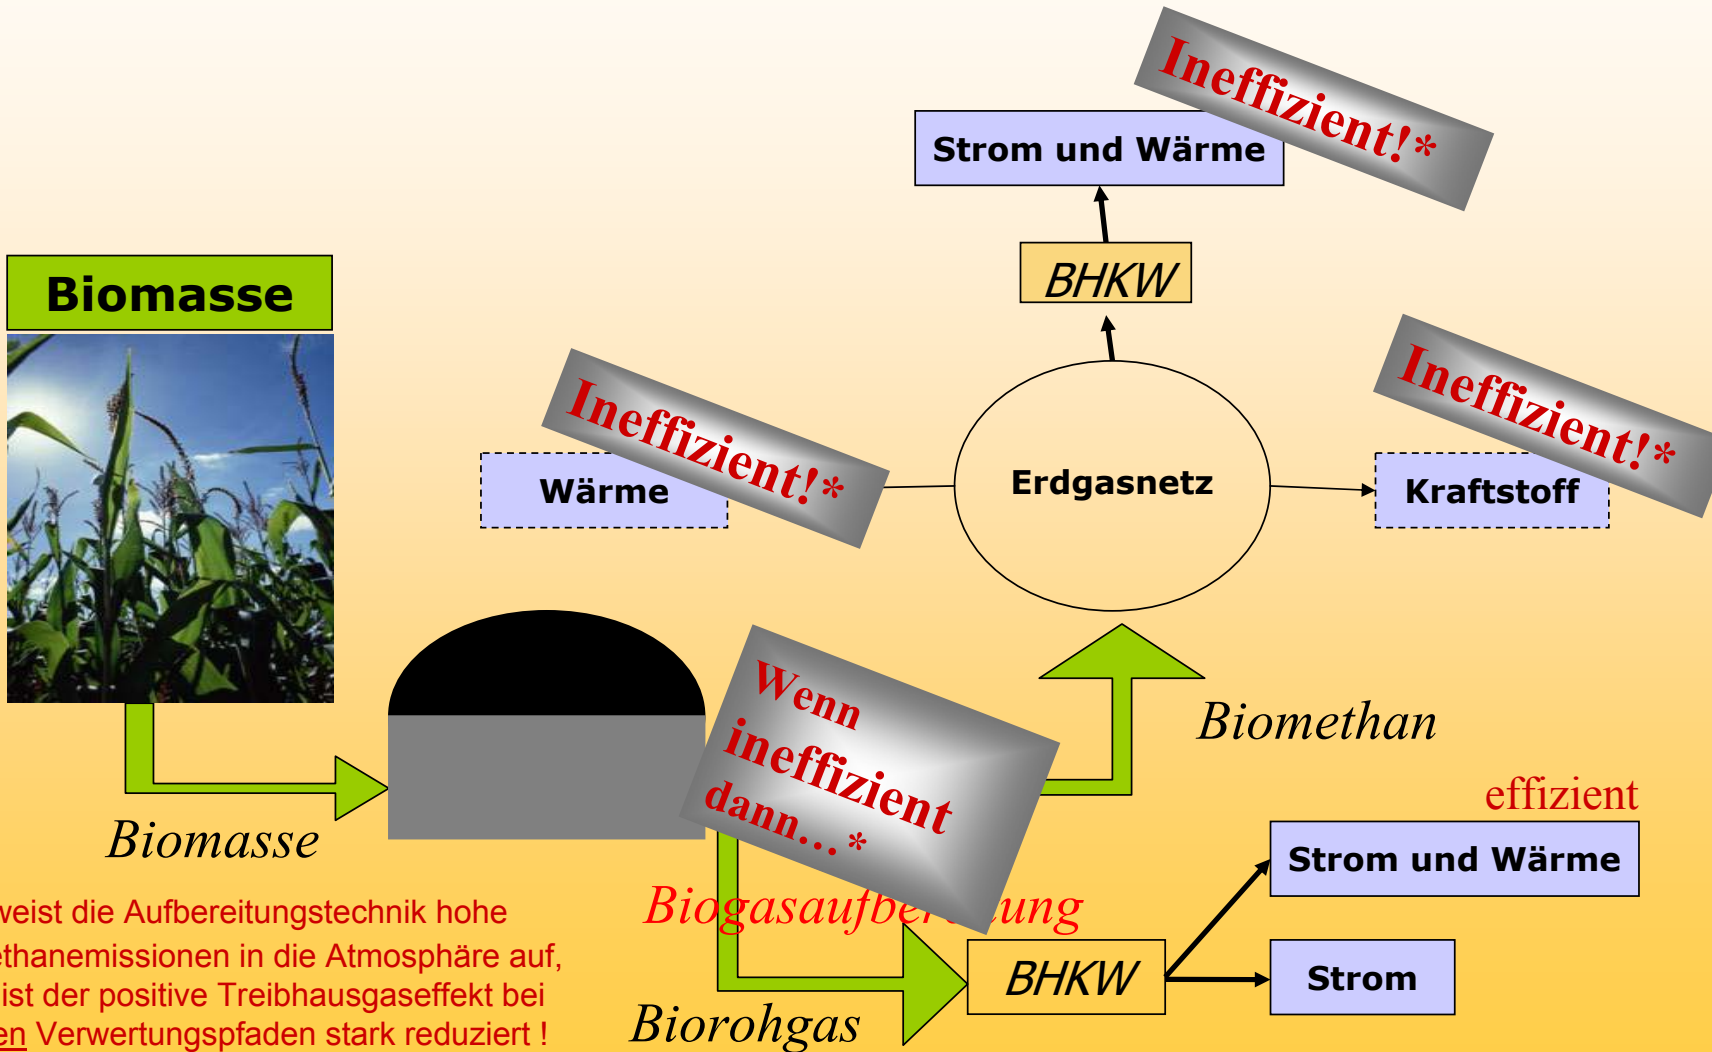 Ineffizient!*
Strom und Wärme
BHKW
Biomasse
Ineffizient!*
Ineffizient!*
Wärme
Erdgasnetz
Kraftstoff
Wenn
ineffizient
dann...*
Biomethan
effizient
Biomasse
Strom und Wärme
weist die Aufbereitungstechnik hohe
ethanemissionen in die Atmosphäre auf,
ist der positive Treibhausgaseffekt bei
en Verwertungspfaden stark reduziert !
BHKW
Strom
Biorohgas